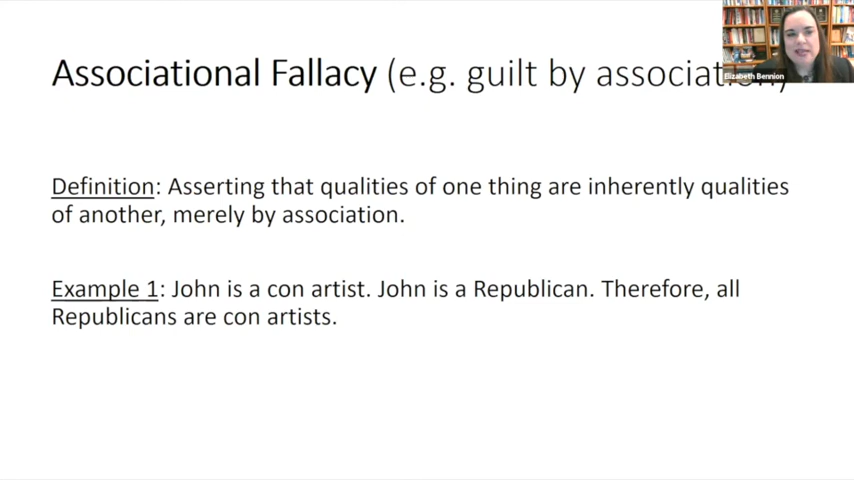 Associational Fallacy (e.g. guilt by association)
Elizabeth Bennion
Definition: Asserting that qualities of one thing are inherently qualities
of another, merely by association.
Example 1: John is a con artist. John is a Republican. Therefore, all
Republicans are con artists.